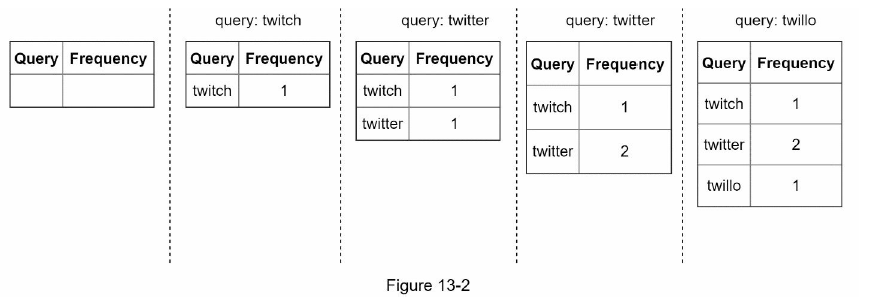 query: twitch
query: twitter
query: twitter
query: twillo
Query Frequency
Query Frequency
twitch 1
Query Frequency
twitch 1
twitter 1
Query Frequency
twitch 1
twitter 2
Query Frequency
twitch 1
twitter 2
twillo 1
Figure 13-2